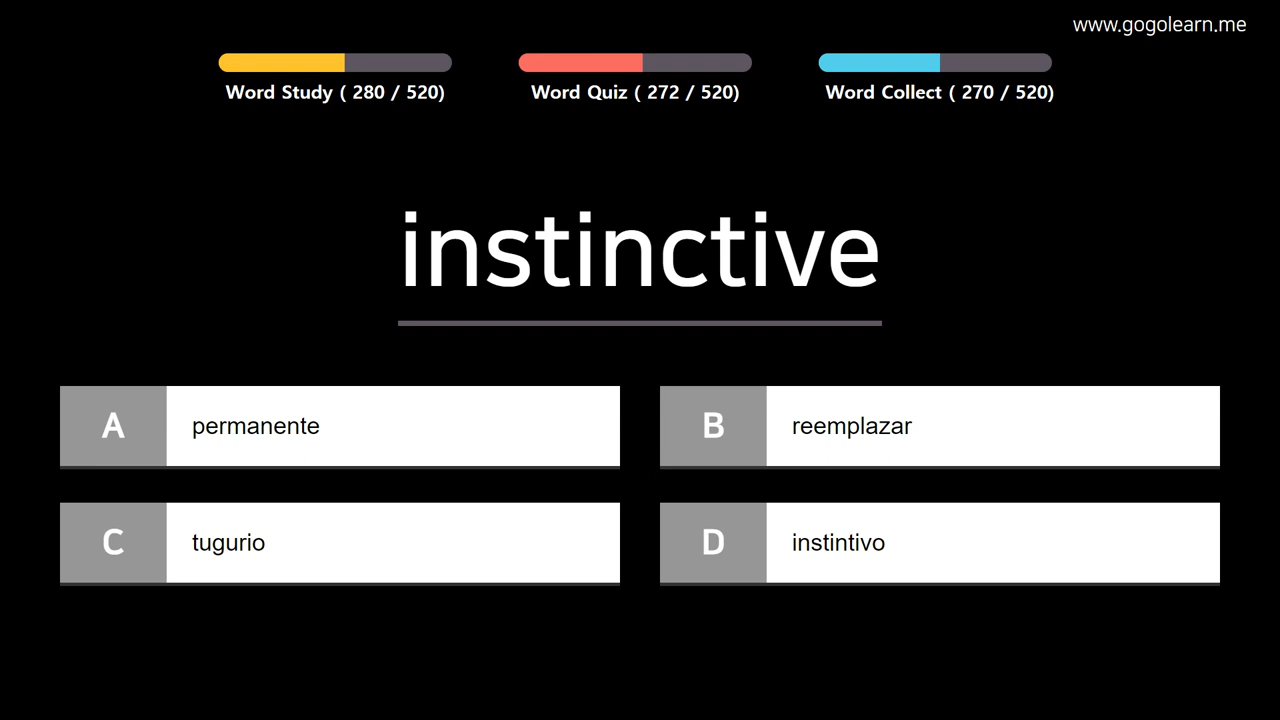 www.gogolearn.me
Word Study ( 280 / 520)
Word Quiz ( 272 / 520)
Word Collect ( 270 / 520)
instinctive
A permanente
B reemplazar
C tugurio
D instintivo